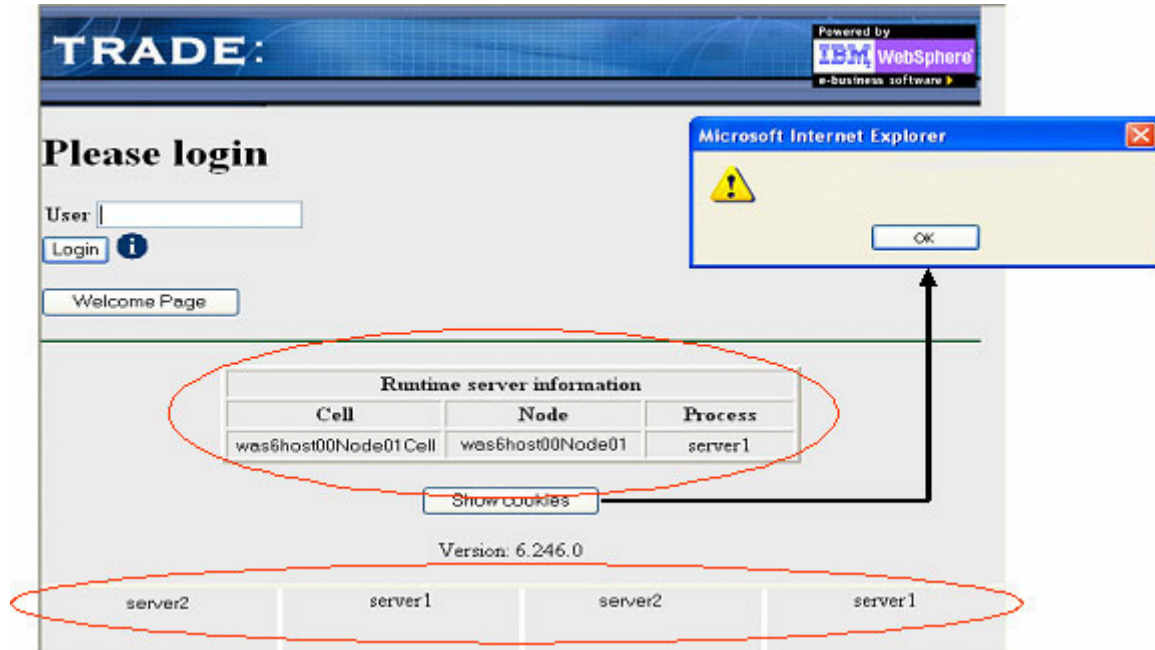 TRADE:
Powered by
IBM WebSphere
e-business software
Please login
Microsoft Internet Explorer
User
OK
Login
Welcome Page
Runtime server information
Cell Node Process
was6host00Node01Cell was6host00Node01 server1
Show cookies
Version: 6.246.0
server2 server1 server2 server1